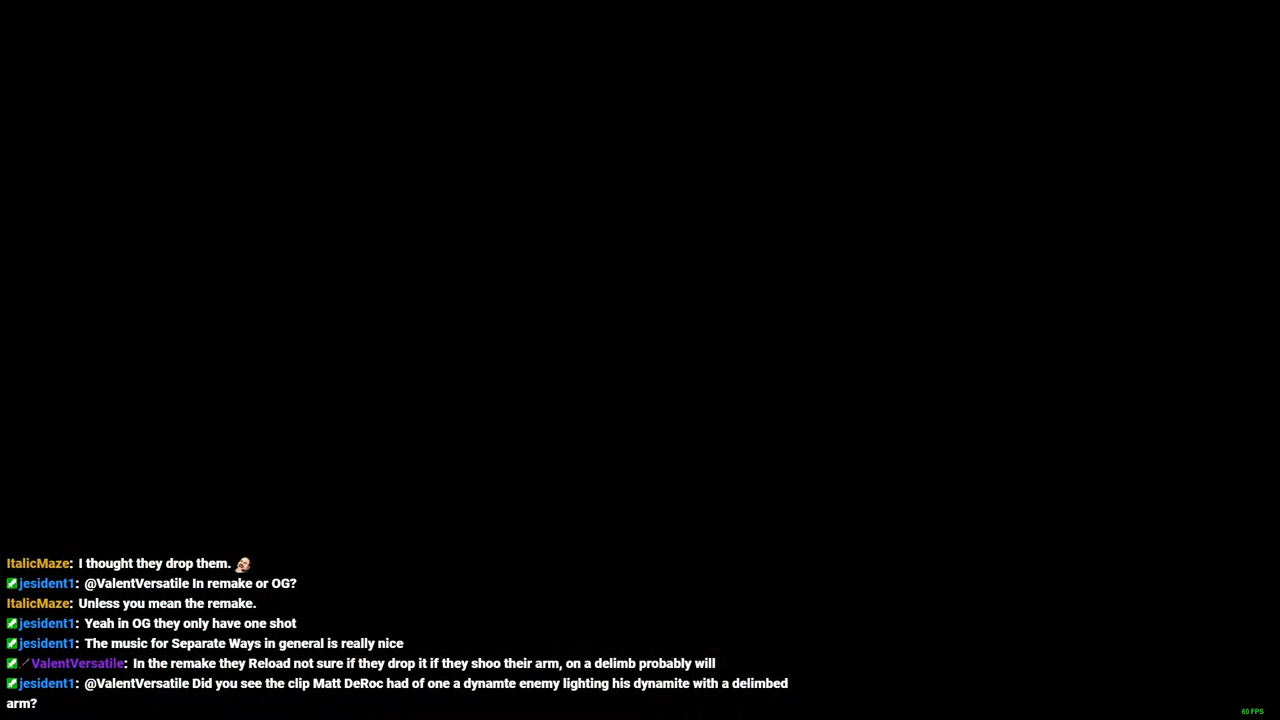 ItalicMaze: I thought they drop them.
jesident1: @ValentVersatile In remake or OG?
ItalicMaze: Unless you mean the remake.
jesident1: Yeah in OG they only have one shot
jesident1: The music for Separate Ways in general is really nice
ValentVersatile: In the remake they Reload not sure if they drop it if they shoo their arm, on a delimb probably will
jesident1: @ValentVersatile Did you see the clip Matt DeRoc had of one a dynamte enemy lighting his dynamite with a delimbed
arm?
60 FPS